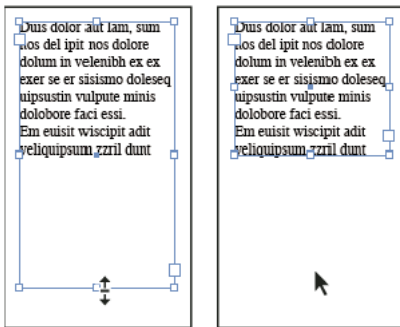 Duis dolor aut lam, sum
nos del ipit nos dolore
dolum in velenibh ex ex
exer se er sisismo doleseq
uipsustin vulpute minis
dolobore faci essi.
Em euisit wiscipit adit
veliquipsum zzril dunt
Duis dolor aut lam, sum
nos del ipit nos dolore
dolum in velenibh ex ex
exer se er sisismo doleseq
uipsustin vulpute minis
dolobore faci essi.
Em euisit wiscipit adit
veliquipsum zzril dunt